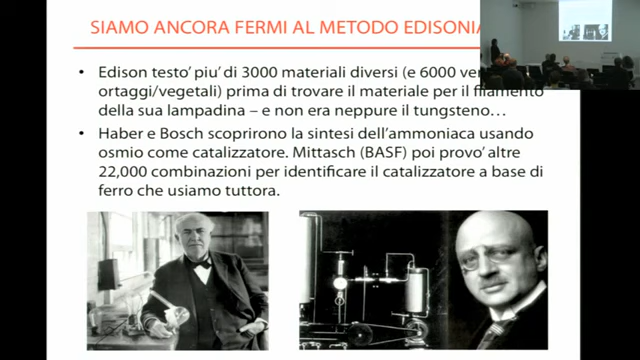 SIAMO ANCORA FERMI AL METODO
• Edison testo' piu' di 3000 materiali diversi (e 6000
ortaggi/vegetali) prima di trovare il materiale per il filamento
della sua lampadina – e non era neppure il tungsteno…
• Haber e Bosch scoprirono la sintesi dell'ammoniaca usando
osmio come catalizzatore. Mittasch (BASF) poi provo' altre
22,000 combinazioni per identificare il catalizzatore a base di
ferro che usiamo tuttora.